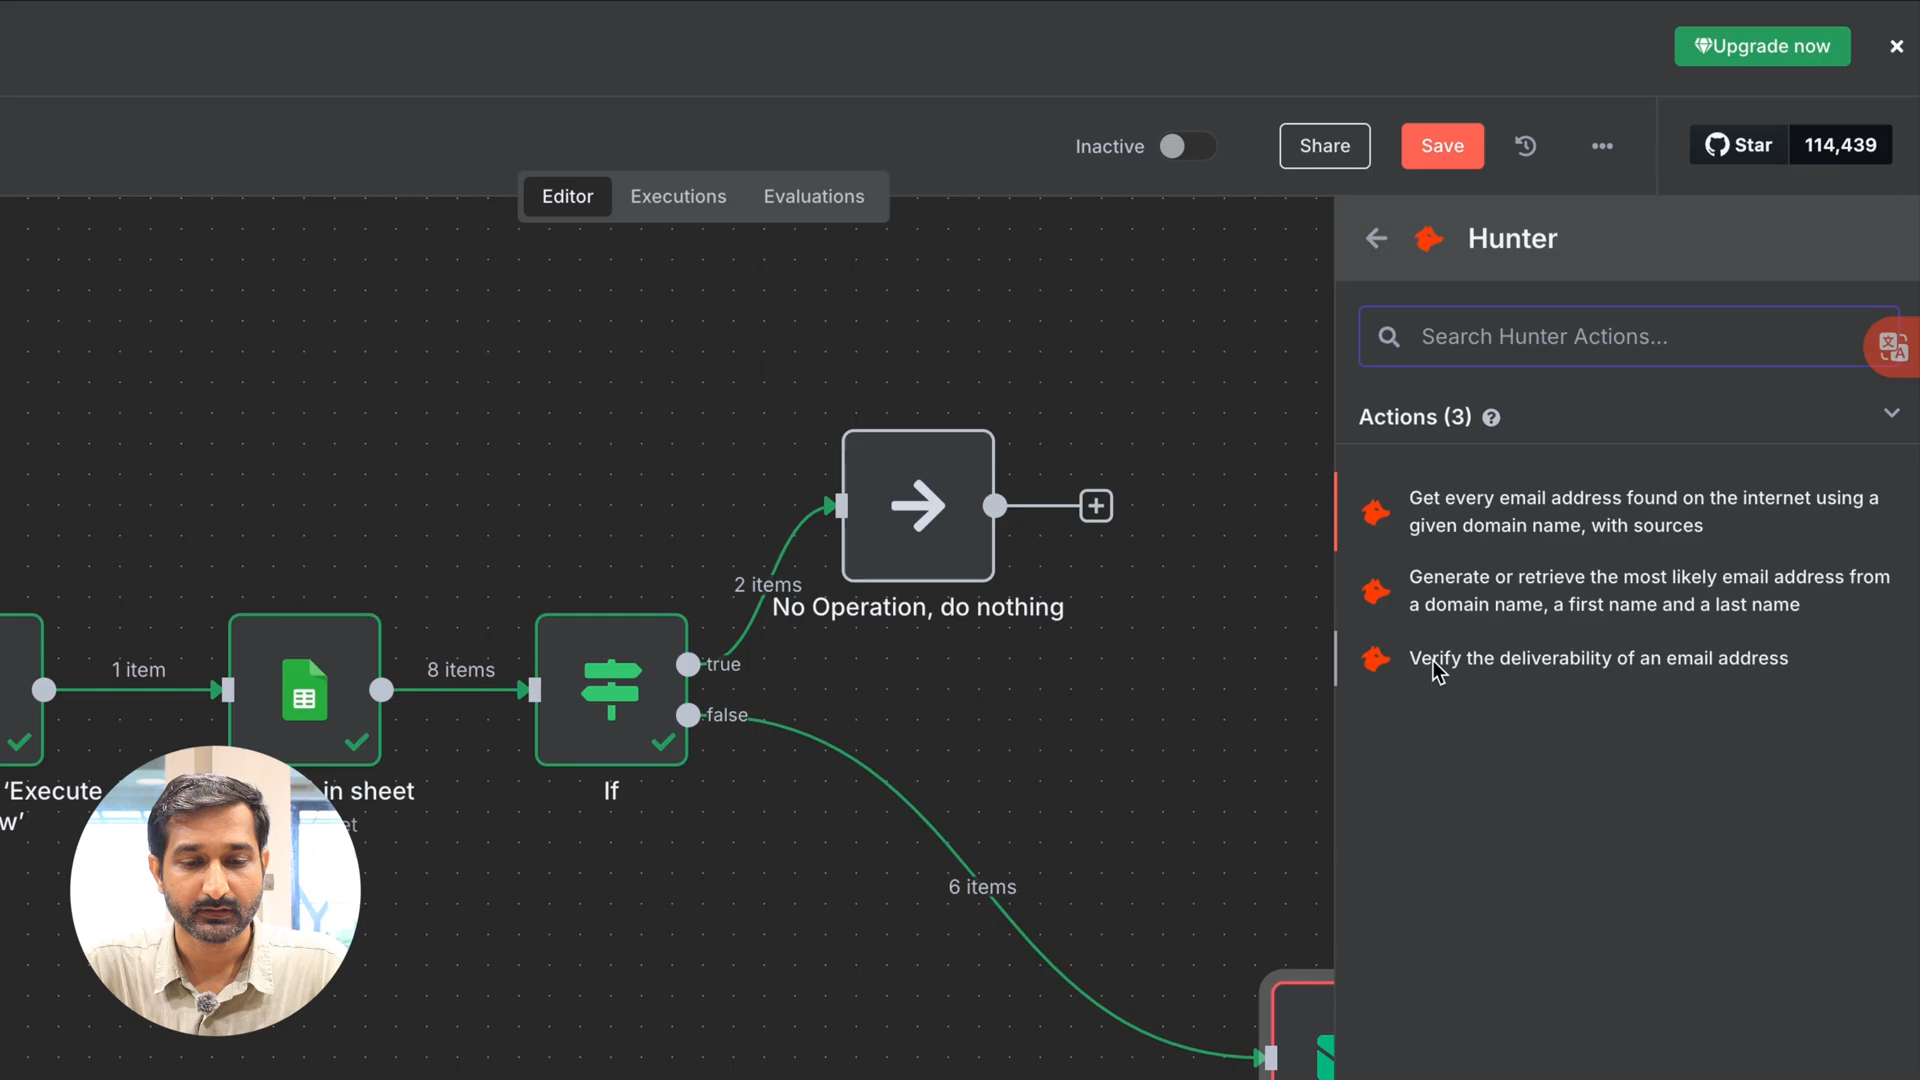 Upgrade now
Inactive
Share
Save
Star
114,439
Editor
Executions
Evaluations
Hunter
Search Hunter Actions...
Actions (3)
Get every email address found on the internet using a
given domain name, with sources
Generate or retrieve the most likely email address from
a domain name, a first name and a last name
Verify the deliverability of an email address
2 items
No Operation, do nothing
1 item
8 items
true
false
‘Execute
w’
in sheet
et
If
6 items